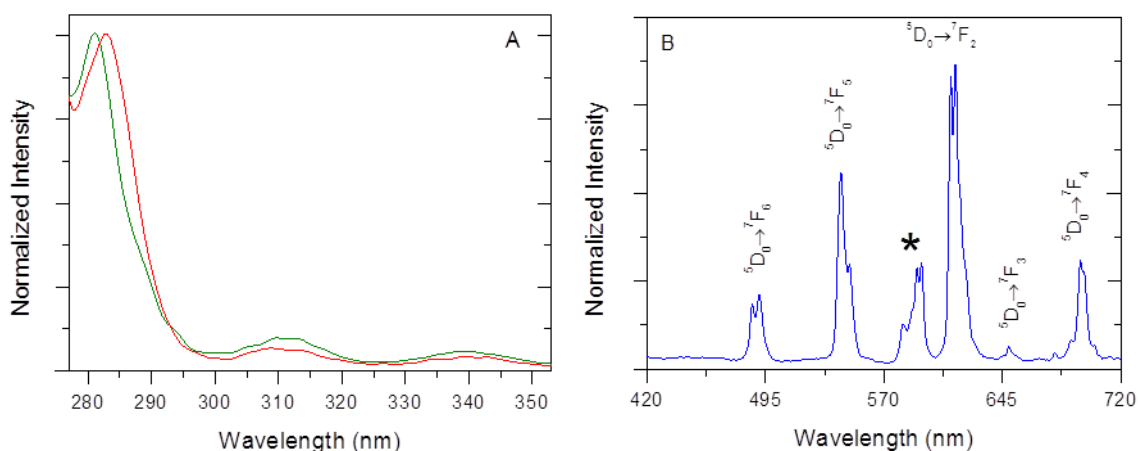 A
Normalized Intensity
280 290 300 310 320 330 340 350
Wavelength (nm)
B
⁵D₀→⁷F₆
⁵D₀→⁷F₅
*
⁵D₀→⁷F₂
⁵D₀→⁷F₃
⁵D₀→⁷F₄
Normalized Intensity
420 495 570 645 720
Wavelength (nm)